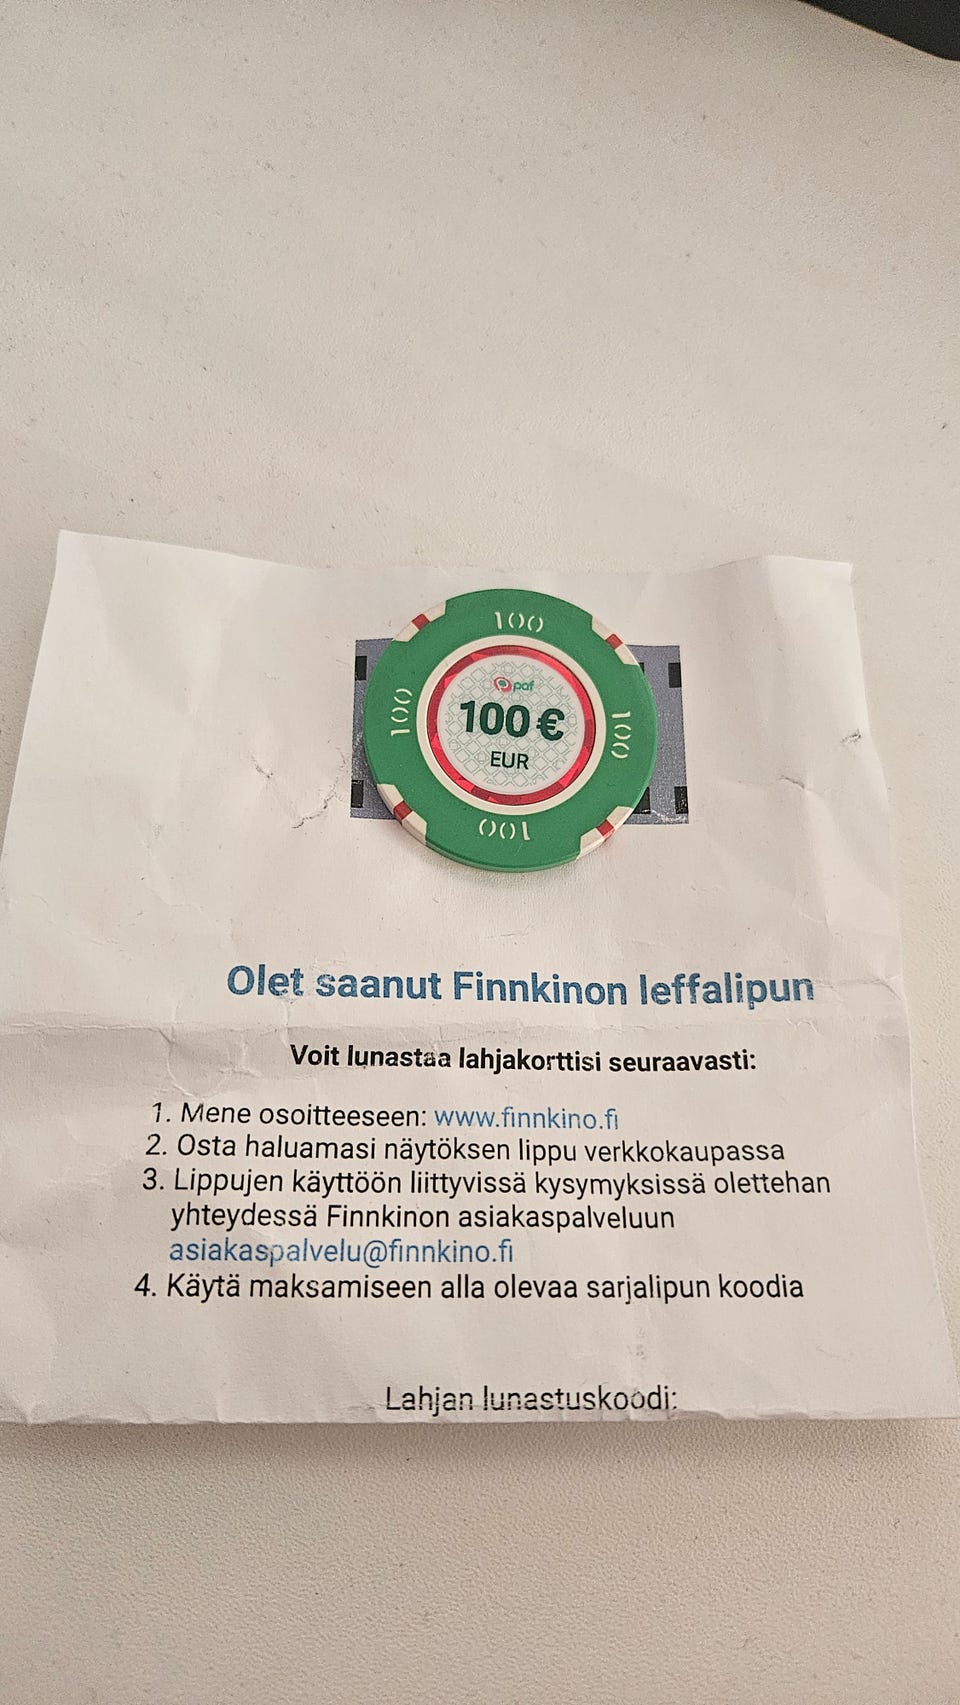 100
paf
100 €
EUR
100
100
100
Olet saanut Finnkinon leffalipun
Voit lunastaa lahjakorttisi seuraavasti:
1. Mene osoitteeseen: www.finnkino.fi
2. Osta haluamasi näytöksen lippu verkkokaupassa
3. Lippujen käyttöön liittyvissä kysymyksissä olettehan
yhteydessä Finnkinon asiakaspalveluun
asiakaspalvelu@finnkino.fi
4. Käytä maksamiseen alla olevaa sarjalipun koodia
Lahjan lunastuskoodi: